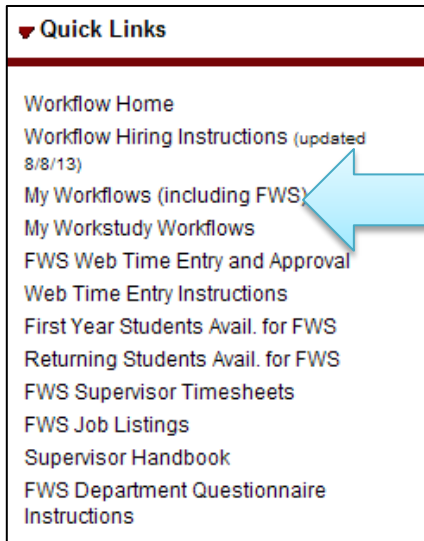 Quick Links
Workflow Home
Workflow Hiring Instructions (updated
8/8/13)
My Workflows (including FWS)
My Workstudy Workflows
FWS Web Time Entry and Approval
Web Time Entry Instructions
First Year Students Avail. for FWS
Returning Students Avail. for FWS
FWS Supervisor Timesheets
FWS Job Listings
Supervisor Handbook
FWS Department Questionnaire
Instructions